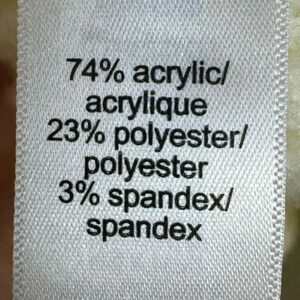 74% acrylic/
acrylique
23% polyester/
polyester
3% spandex/
spandex